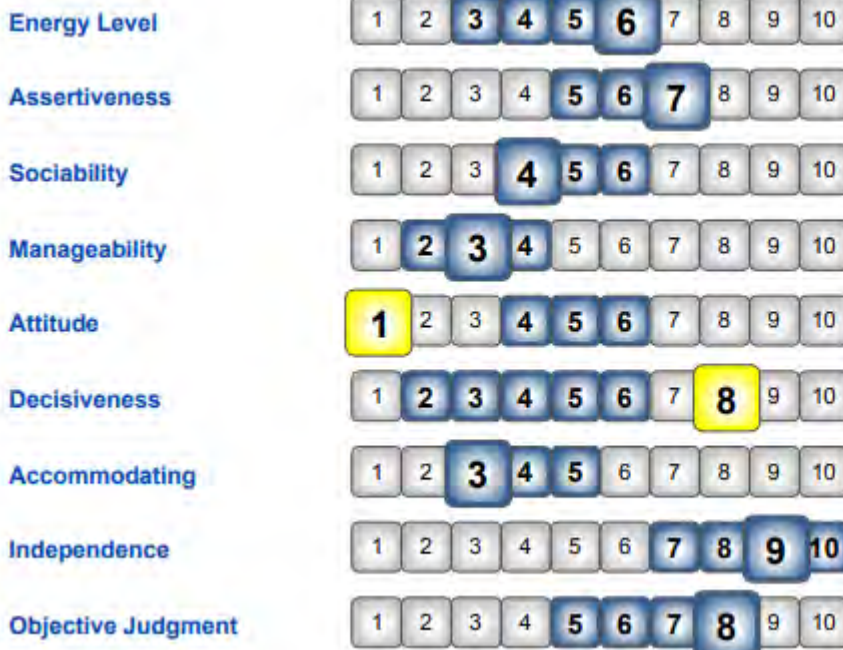 Energy Level 1 2 3 4 5 6 7 8 9 10
Assertiveness 1 2 3 4 5 6 7 8 9 10
Sociability 1 2 3 4 5 6 7 8 9 10
Manageability 1 2 3 4 5 6 7 8 9 10
Attitude 1 2 3 4 5 6 7 8 9 10
Decisiveness 1 2 3 4 5 6 7 8 9 10
Accommodating 1 2 3 4 5 6 7 8 9 10
Independence 1 2 3 4 5 6 7 8 9 10
Objective Judgment 1 2 3 4 5 6 7 8 9 10